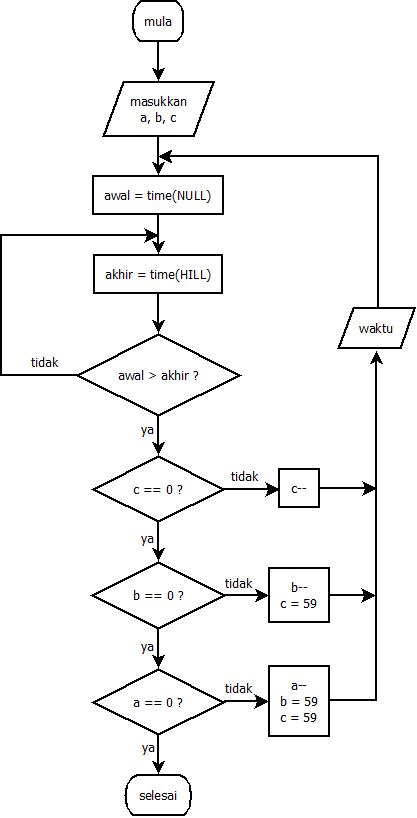 mula
masukkan
a, b, c
awal = time(NULL)
akhir = time(HILL)
waktu
awal > akhir ?
tidak
ya
c == 0 ?
tidak
c--
ya
b == 0 ?
tidak
b--
c = 59
ya
a == 0 ?
tidak
a--
b = 59
c = 59
ya
selesai